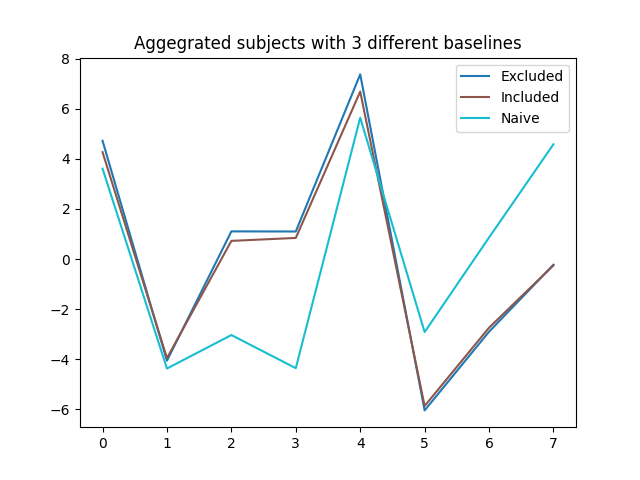 Aggegrated subjects with 3 different baselines
8
6
4
2
0
−2
−4
−6
Excluded
Included
Naive
0 1 2 3 4 5 6 7